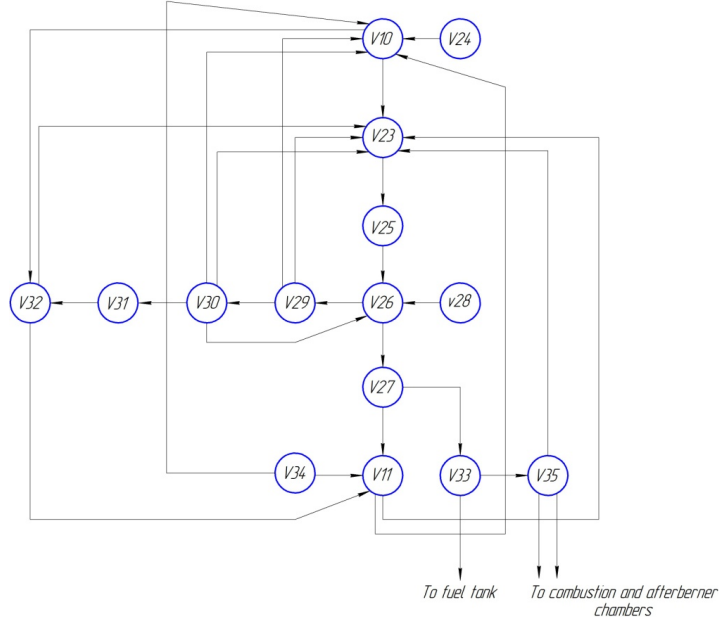 V10
V24
V23
V25
V32
V31
V30
V29
V26
v28
V27
V34
V11
V33
V35
To fuel tank
To combustion and afterberner
chambers